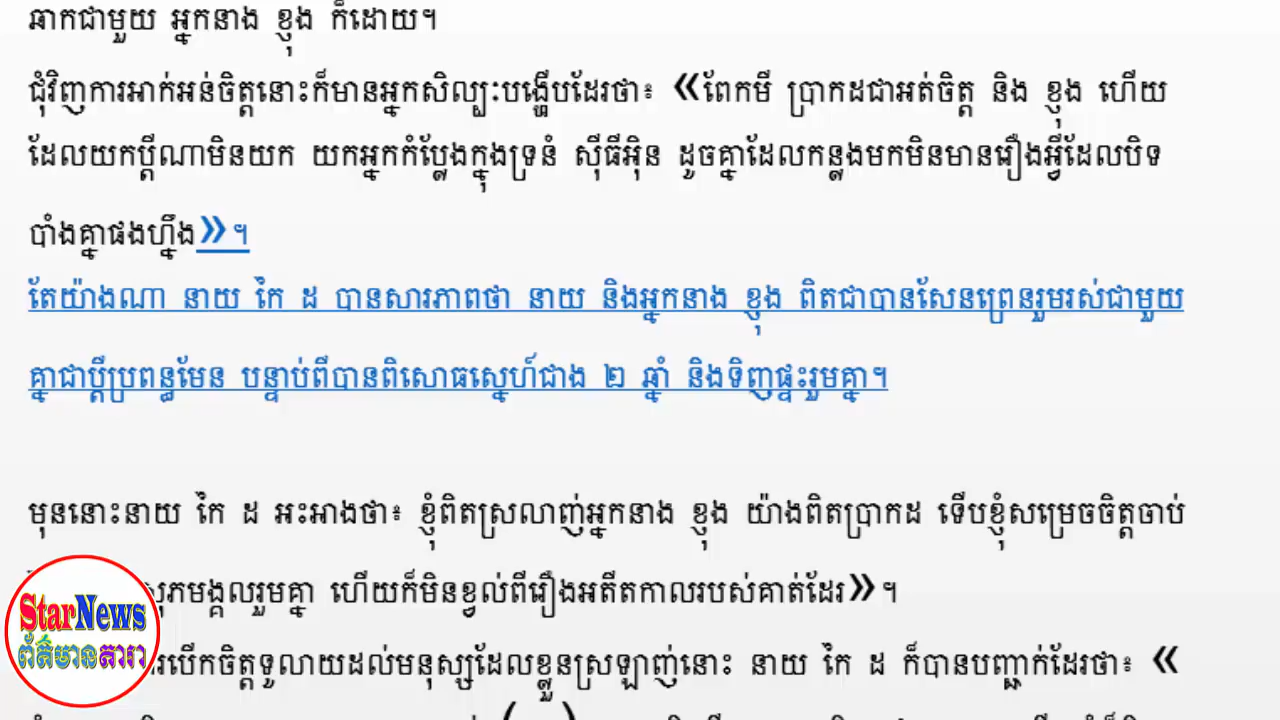 ឆាកជាមួយ អ្នកនាង ខ្ញុង ក៏ដោយ។
ជុំវិញការអាក់អន់ចិត្តនោះក៏មានអ្នកសិល្បៈបង្ហើបដែរថា៖ «ពែកមី ប្រាកដជាអត់ចិត្ត និង ខ្ញុង ហើយ
ដែលយកប្ដីណាមិនយក យកអ្នកកំប្លែងក្នុងទ្រនំ ស៊ីធីអ៊ិន ដូចគ្នាដែលកន្លងមកមិនមានរឿងអ្វីដែលបិទ
បាំងគ្នាផងហ្នឹង»។
តែយ៉ាងណា នាយ កៃ ដ បានសារភាពថា នាយ និងអ្នកនាង ខ្ញុង ពិតជាបានសែនព្រេនរួមរស់ជាមួយ
គ្នាជាប្ដីប្រពន្ធមែន បន្ទាប់ពីបានពិសោធស្នេហ៍ជាង ២ ឆ្នាំ និងទិញផ្ទះរួមគ្នា។
មុននោះនាយ កៃ ដ អះអាងថា៖ ខ្ញុំពិតស្រលាញ់អ្នកនាង ខ្ញុង យ៉ាងពិតប្រាកដ ទើបខ្ញុំសម្រេចចិត្តចាប់
សុភមង្គលរួមគ្នា ហើយក៏មិនខ្វល់ពីរឿងអតីតកាលរបស់គាត់ដែរ»។
បើកចិត្តទូលាយដល់មនុស្សដែលខ្លួនស្រឡាញ់នោះ នាយ កៃ ដ ក៏បានបញ្ជាក់ដែរថា៖ «
StarNews
ព័ត៌មានតារា